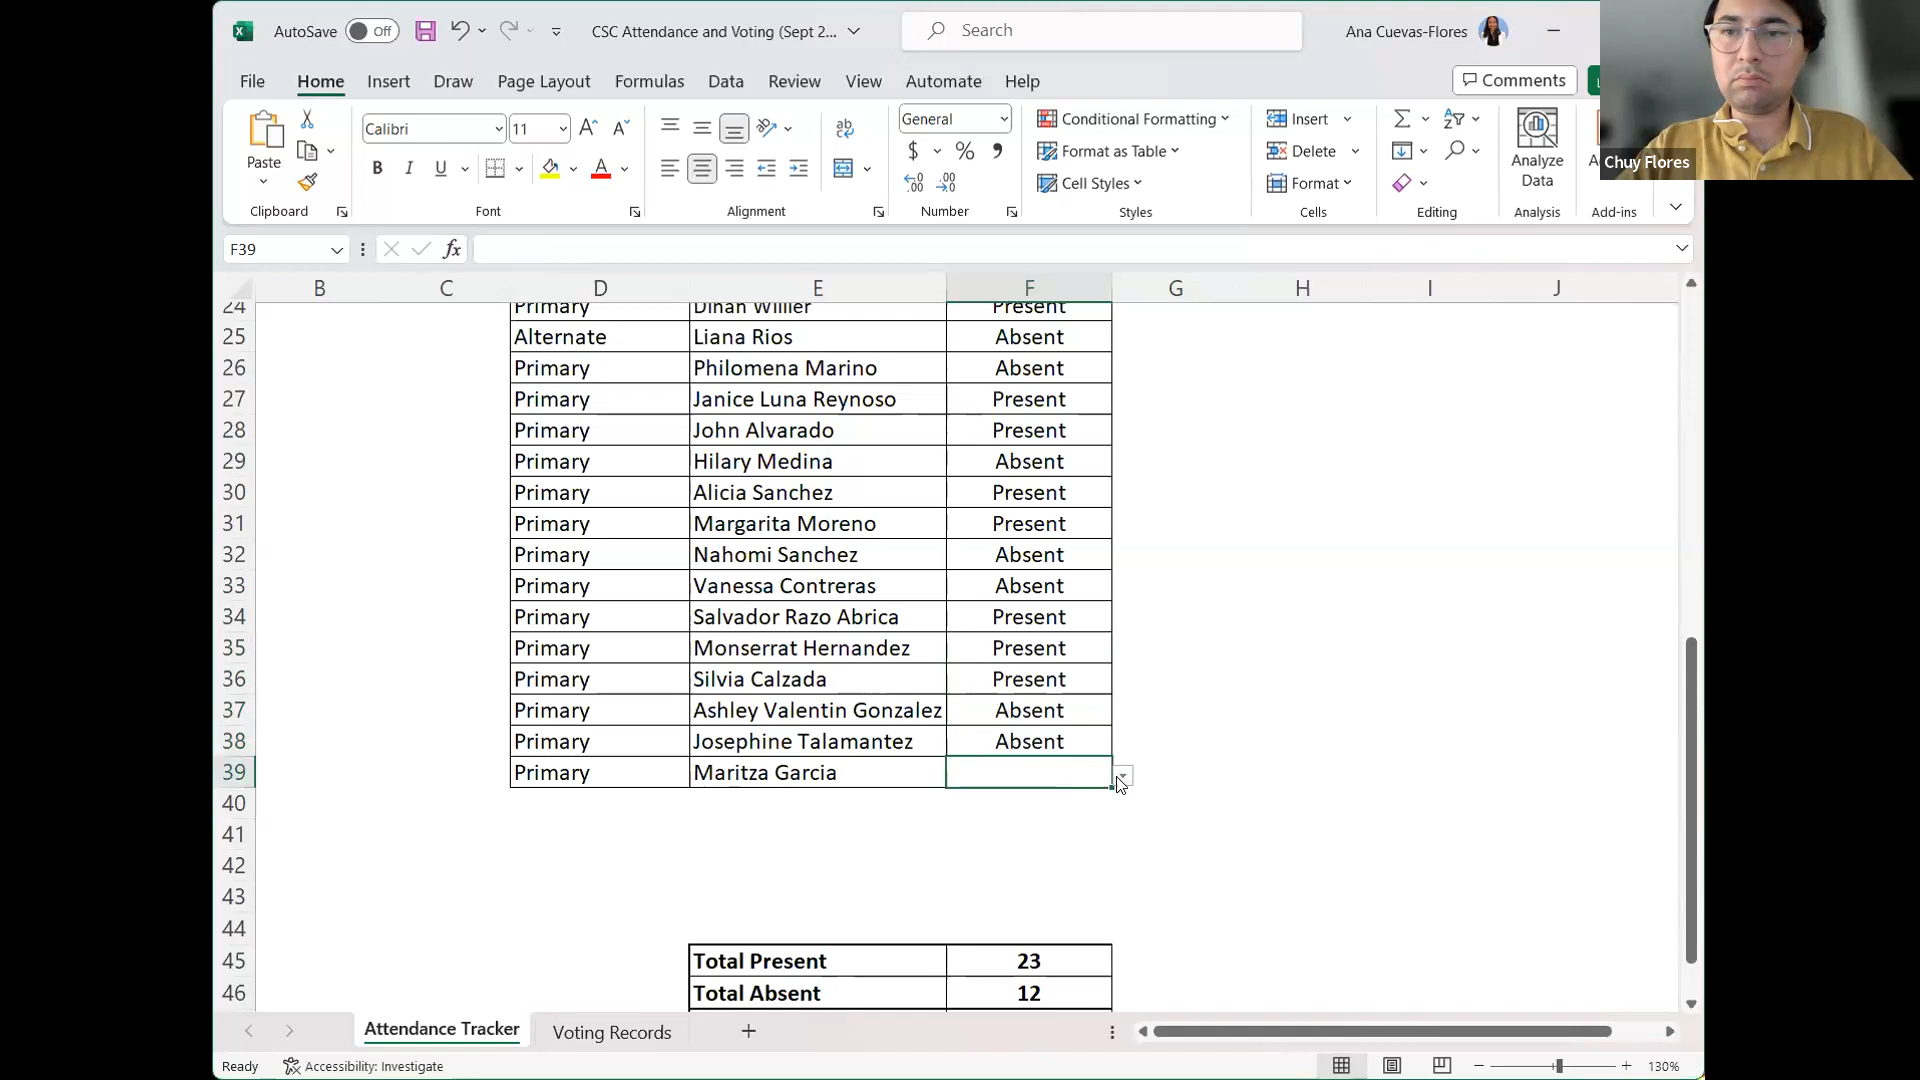 AutoSave Off CSC Attendance and Voting (Sept 2... Search Ana Cuevas-Flores
File Home Insert Draw Page Layout Formulas Data Review View Automate Help Comments
Paste
Clipboard
Calibri 11
B I U
Font
ab
Alignment
General
$ % 9
Number
Conditional Formatting
Format as Table
Cell Styles
Styles
Insert
Delete
Format
Cells
Editing
Analyze
Data
Analysis
Add-ins
Chuy Flores
F39 fx
B C D E F G H I J
24 Primary Dinah Willier Present
25 Alternate Liana Rios Absent
26 Primary Philomena Marino Absent
27 Primary Janice Luna Reynoso Present
28 Primary John Alvarado Present
29 Primary Hilary Medina Absent
30 Primary Alicia Sanchez Present
31 Primary Margarita Moreno Present
32 Primary Nahomi Sanchez Absent
33 Primary Vanessa Contreras Absent
34 Primary Salvador Razo Abrica Present
35 Primary Monserrat Hernandez Present
36 Primary Silvia Calzada Present
37 Primary Ashley Valentin Gonzalez Absent
38 Primary Josephine Talamantez Absent
39 Primary Maritza Garcia
40
41
42
43
44
45 Total Present 23
46 Total Absent 12
Attendance Tracker Voting Records
Ready Accessibility: Investigate 130%